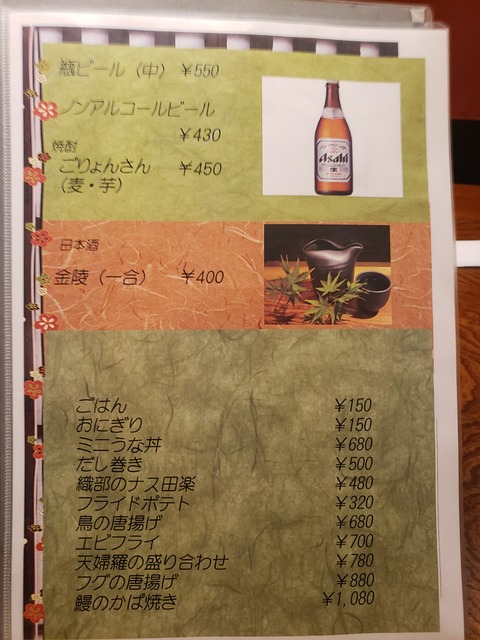 瓶ビール（中） ￥550
ノンアルコールビール
￥430
焼酎
ごりょんさん ￥450
（麦・芋）
Asahi
日本酒
金陵（一合） ￥400
ごはん ￥150
おにぎり ￥150
ミニうな丼 ￥680
だし巻き ￥500
織部のナス田楽 ￥480
フライドポテト ￥320
鳥の唐揚げ ￥680
エビフライ ￥700
天婦羅の盛り合わせ ￥780
フグの唐揚げ ￥880
鰻のかば焼き ￥1,080